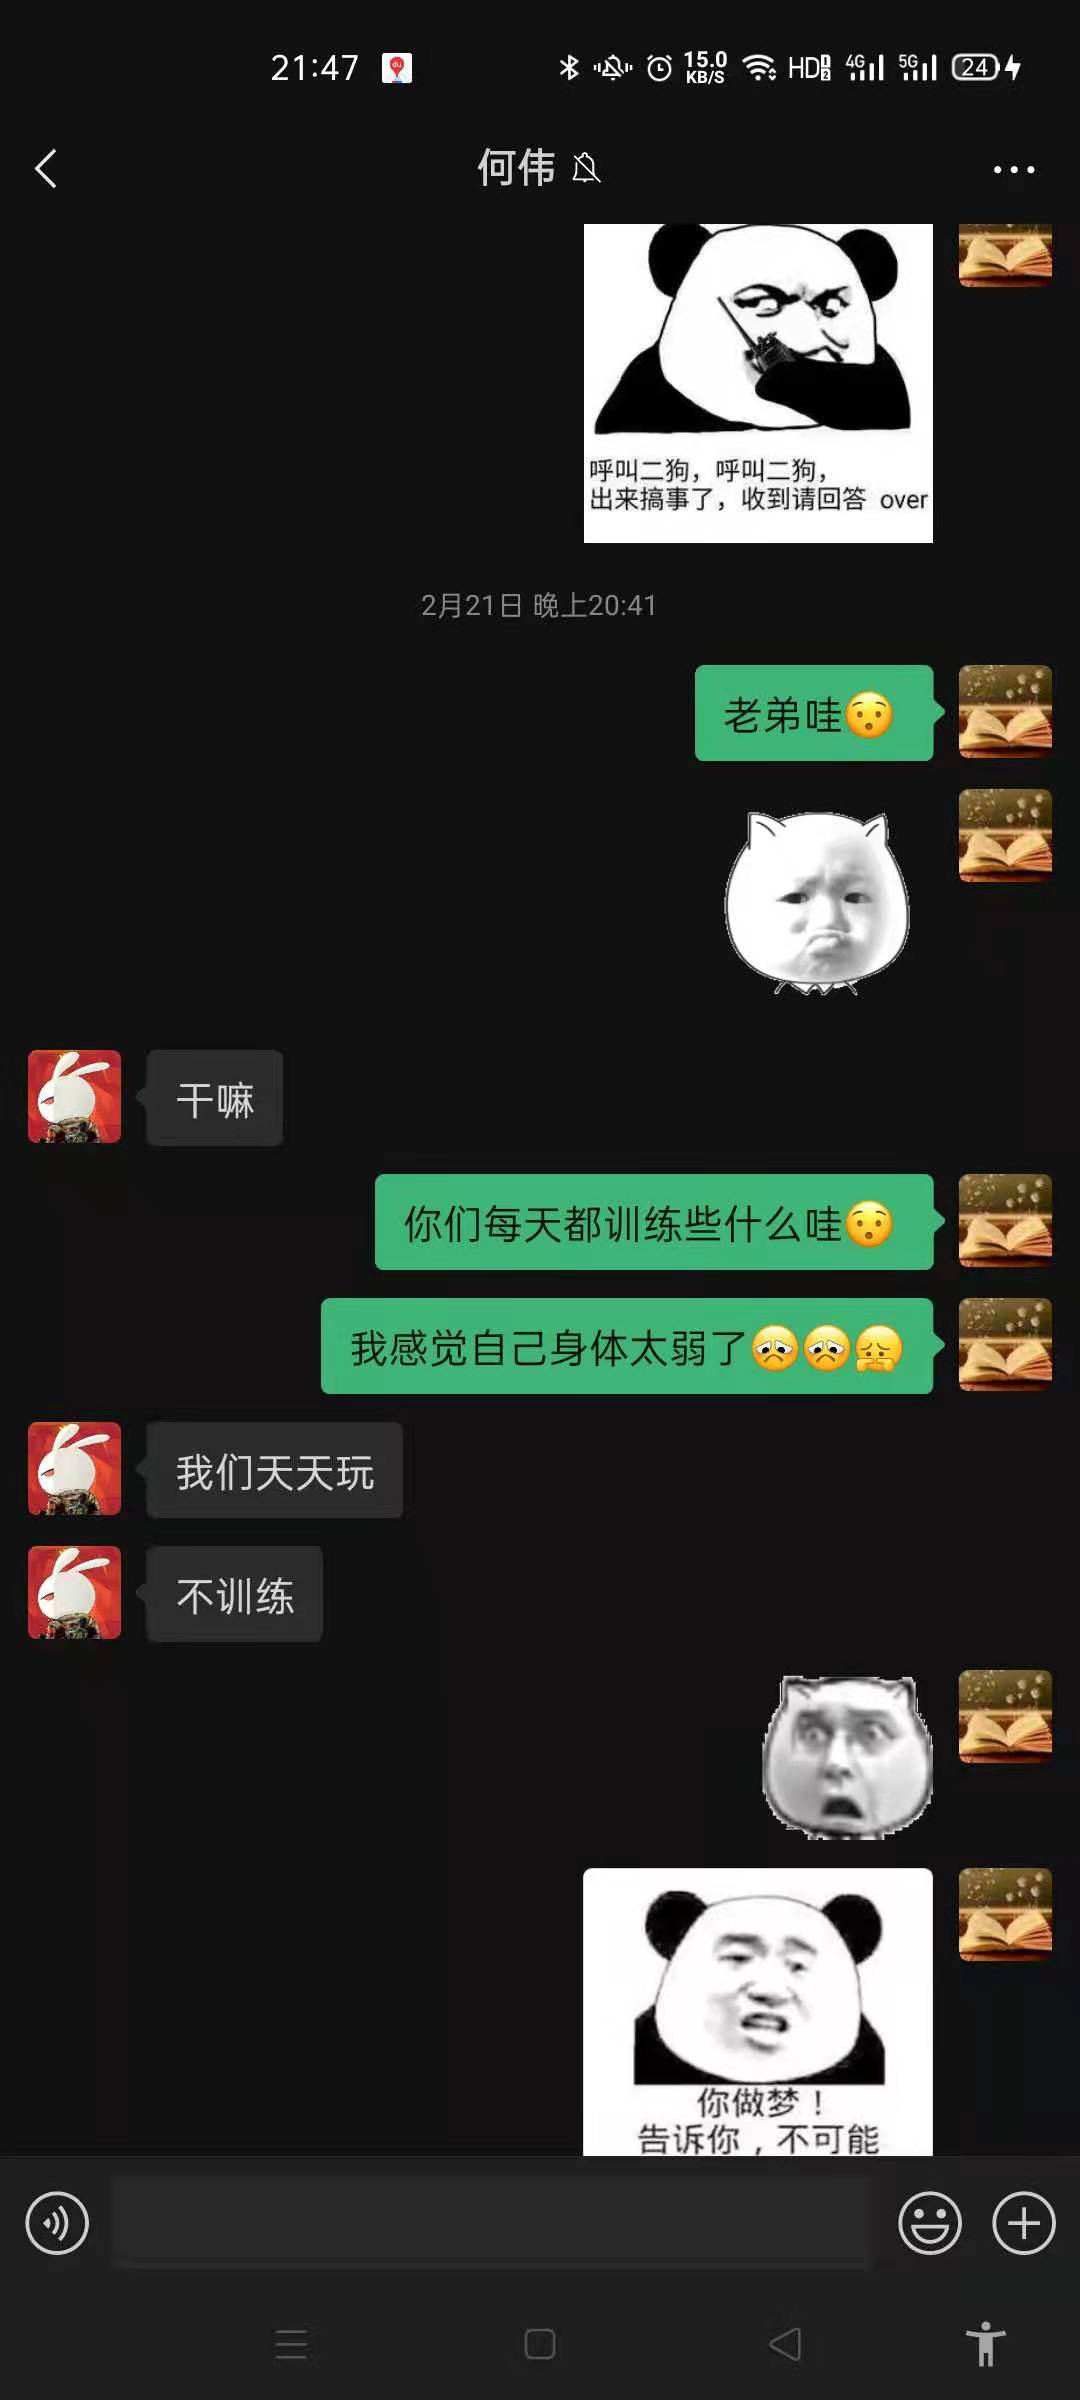 21:47
du
15.0
KB/S
HD
1
2
4G
5G
24
何伟
呼叫二狗，呼叫二狗，
出来搞事了，收到请回答 over
2月21日 晚上20:41
老弟哇
干嘛
你们每天都训练些什么哇
我感觉自己身体太弱了
我们天天玩
不训练
你做梦！
告诉你，不可能